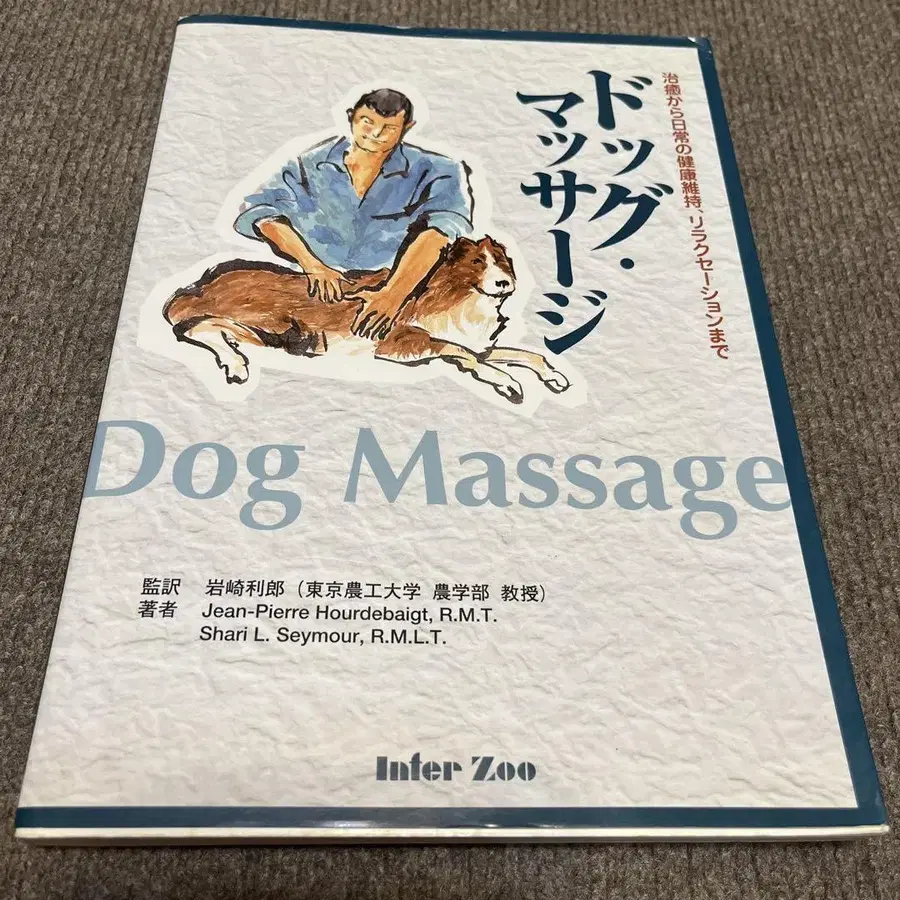 治癒から日常の健康維持、リラクセーションまで
ドッグ・
マッサージ
Dog Massage
監訳 岩崎利郎（東京農工大学 農学部 教授）
著者 Jean-Pierre Hourdebaigt, R.M.T.
Shari L. Seymour, R.M.L.T.
Inter Zoo